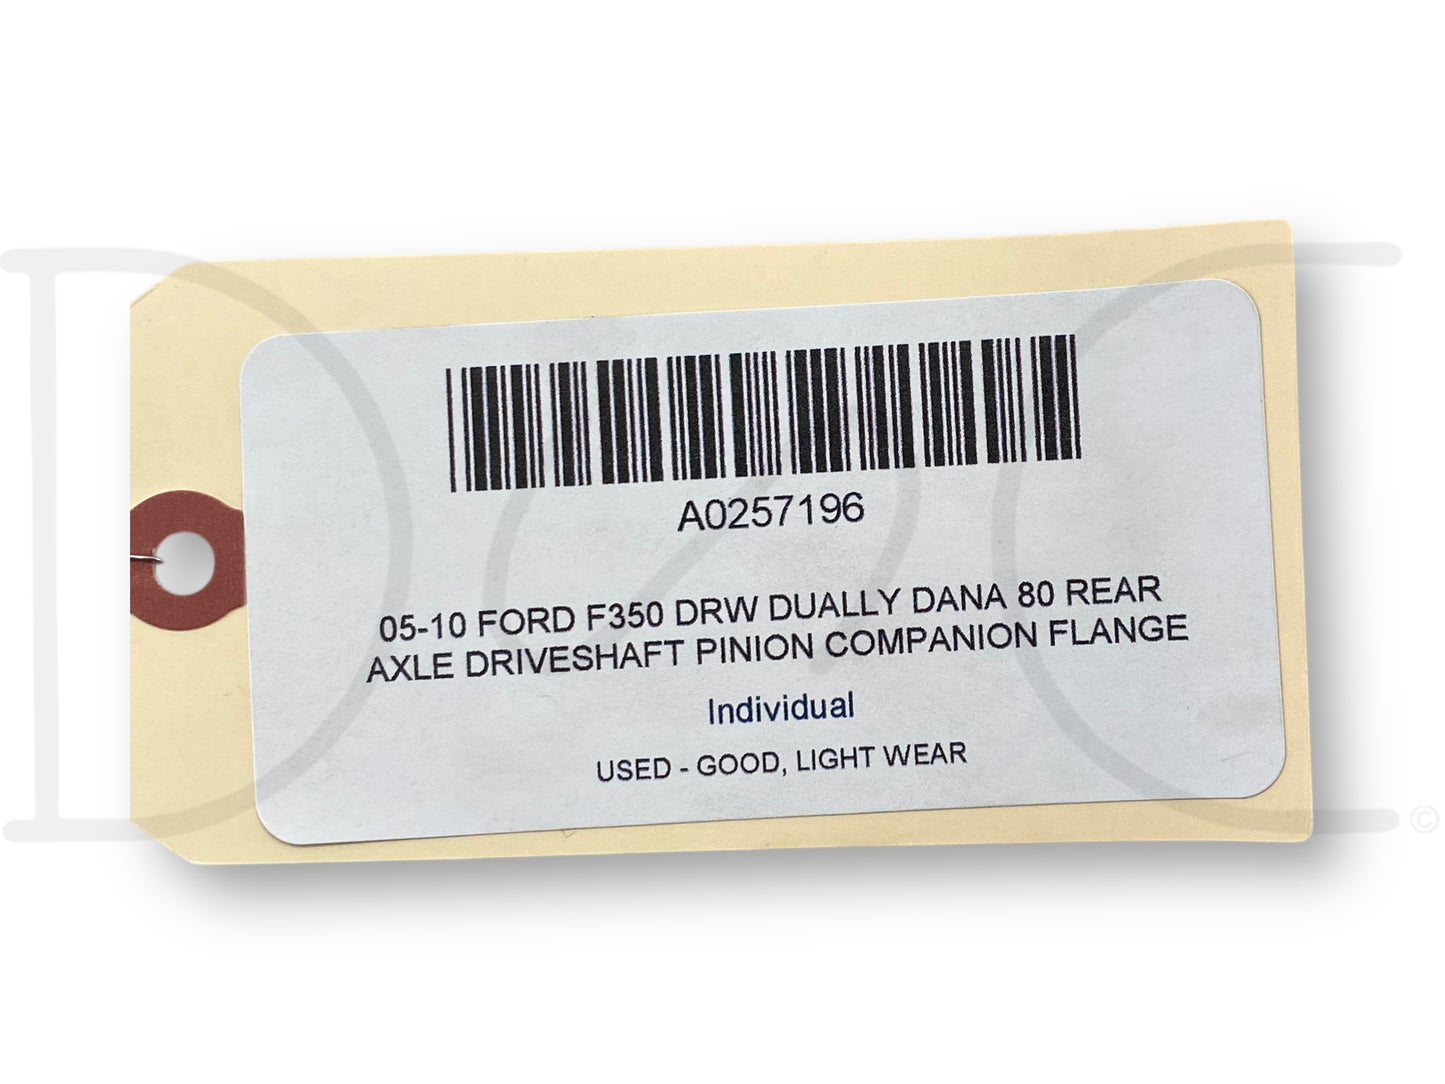 A0257196
05-10 FORD F350 DRW DUALLY DANA 80 REAR
AXLE DRIVESHAFT PINION COMPANION FLANGE
Individual
USED - GOOD, LIGHT WEAR
©